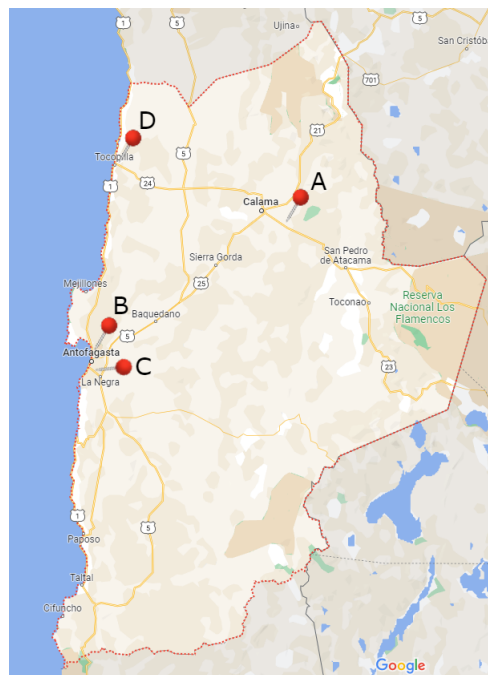 1
5
Ujina
5
San Cristób
701
D
21
5
Tocopilla
1
24
A
Calama
San Pedro
de Atacama
Sierra Gorda
25
Mejillones
Toconao
Reserva
Nacional Los
Flamencos
B
Baquedano
5
Antofagasta
C
La Negra
23
1
5
Paposo
Taltal
Cifuncho
Google